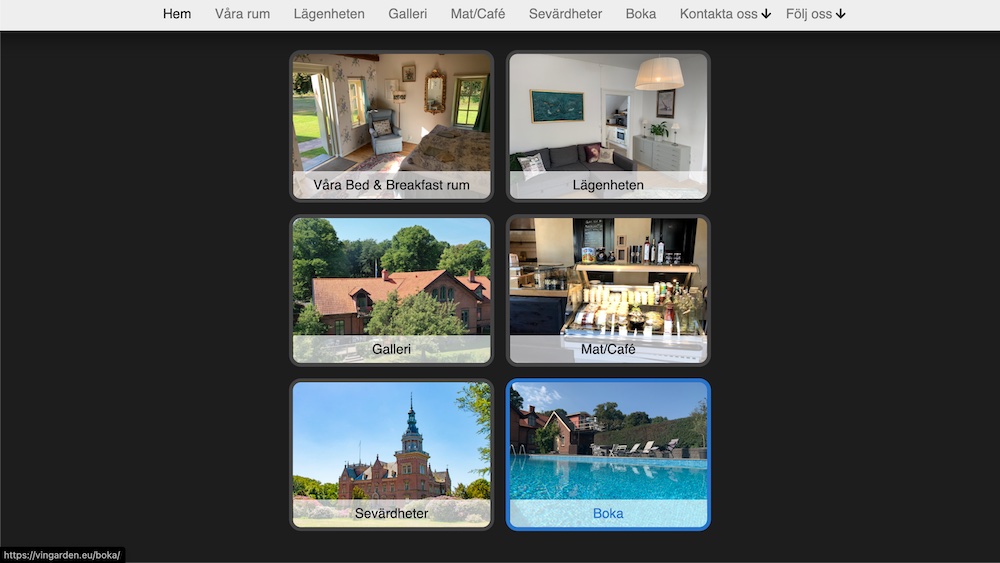 Hem Våra rum Lägenheten Galleri Mat/Café Sevärdheter Boka Kontakta oss Följ oss
Våra Bed & Breakfast rum
Lägenheten
Galleri
Mat/Café
Sevärdheter
Boka
https://vingarden.eu/boka/